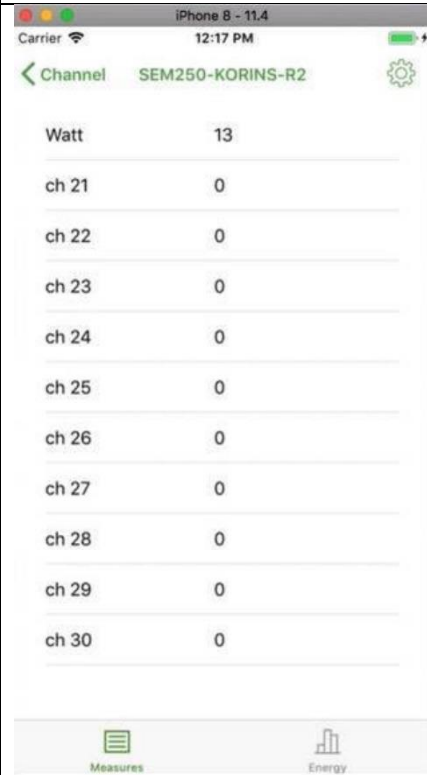 iPhone 8 - 11.4
Carrier 12:17 PM
Channel SEM250-KORINS-R2
Watt 13
ch 21 0
ch 22 0
ch 23 0
ch 24 0
ch 25 0
ch 26 0
ch 27 0
ch 28 0
ch 29 0
ch 30 0
Measures Energy